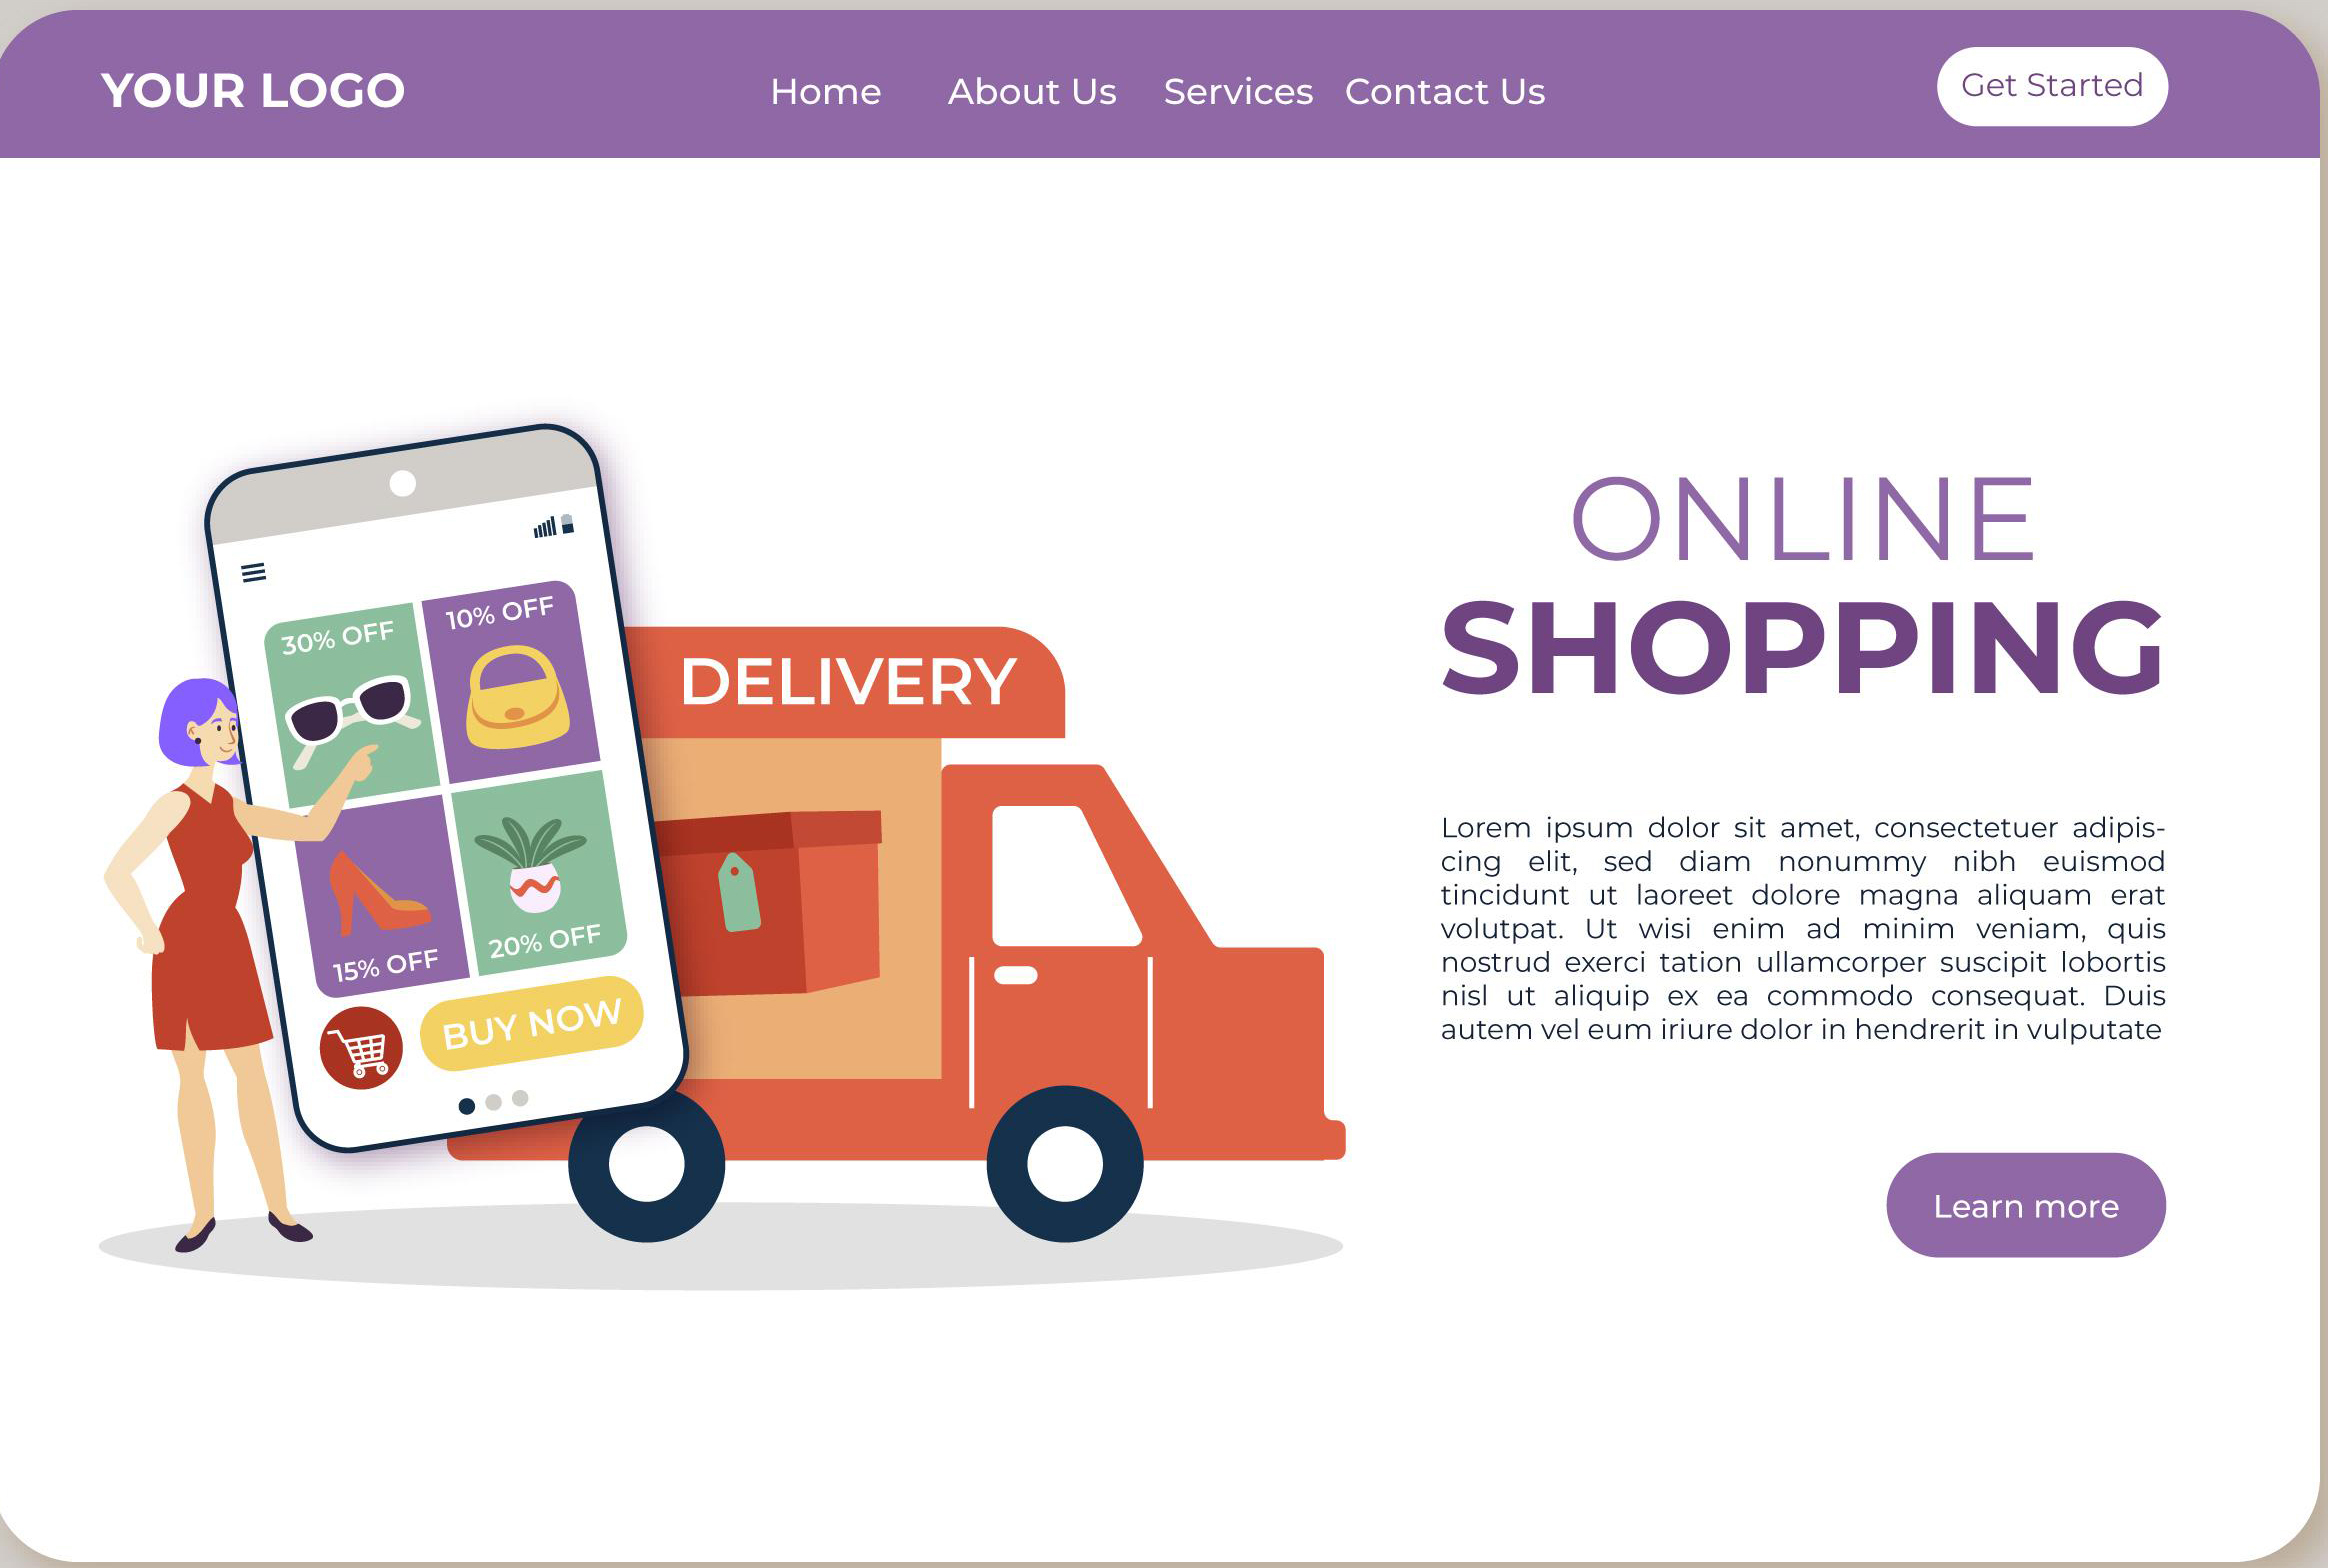 YOUR LOGO
Home About Us Services Contact Us
Get Started
30% OFF
10% OFF
15% OFF
20% OFF
BUY NOW
DELIVERY
ONLINE
SHOPPING
Lorem ipsum dolor sit amet, consectetuer adipis-
cing elit, sed diam nonummy nibh euismod
tincidunt ut laoreet dolore magna aliquam erat
volutpat. Ut wisi enim ad minim veniam, quis
nostrud exerci tation ullamcorper suscipit lobortis
nisl ut aliquip ex ea commodo consequat. Duis
autem vel eum iriure dolor in hendrerit in vulputate
Learn more